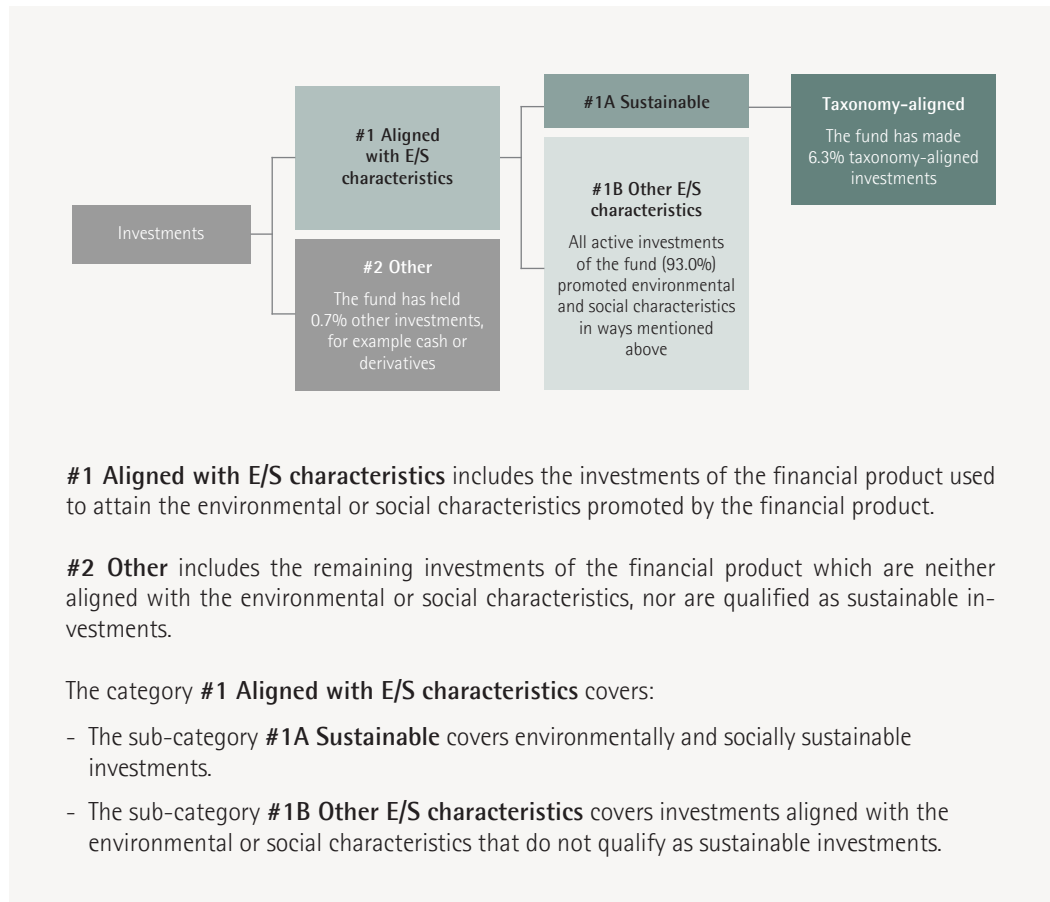 Investments
#1 Aligned
with E/S
characteristics
#2 Other
The fund has held
0.7% other investments,
for example cash or
derivatives
#1A Sustainable
#1B Other E/S
characteristics
All active investments
of the fund (93.0%)
promoted environmental
and social characteristics
in ways mentioned
above
Taxonomy-aligned
The fund has made
6.3% taxonomy-aligned
investments
#1 Aligned with E/S characteristics includes the investments of the financial product used
to attain the environmental or social characteristics promoted by the financial product.
#2 Other includes the remaining investments of the financial product which are neither
aligned with the environmental or social characteristics, nor are qualified as sustainable in-
vestments.
The category #1 Aligned with E/S characteristics covers:
- The sub-category #1A Sustainable covers environmentally and socially sustainable
investments.
- The sub-category #1B Other E/S characteristics covers investments aligned with the
environmental or social characteristics that do not qualify as sustainable investments.